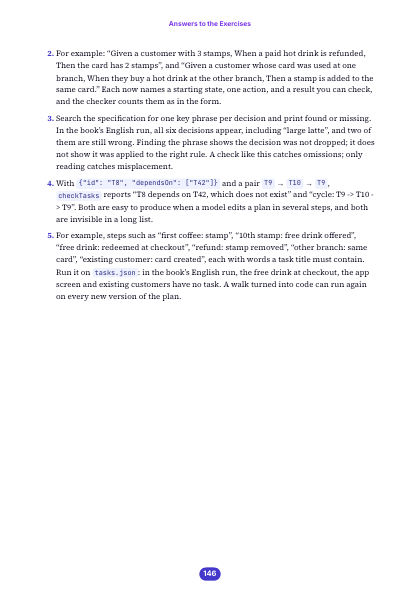 Answers to the Exercises
2. For example: “Given a customer with 3 stamps, When a paid hot drink is refunded,
Then the card has 2 stamps”, and “Given a customer whose card was used at one
branch, When they buy a hot drink at the other branch, Then a stamp is added to the
same card.” Each now names a starting state, one action, and a result you can check,
and the checker counts them as in the form.
3. Search the specification for one key phrase per decision and print found or missing.
In the book’s English run, all six decisions appear, including “large latte”, and two of
them are still wrong. Finding the phrase shows the decision was not dropped; it does
not show it was applied to the right rule. A check like this catches omissions; only
reading catches misplacement.
4. With {"id": "T8", "dependsOn": ["T42"]} and a pair T9 → T10 → T9,
checkTasks reports “T8 depends on T42, which does not exist” and “cycle: T9 -> T10 -
> T9”. Both are easy to produce when a model edits a plan in several steps, and both
are invisible in a long list.
5. For example, steps such as “first coffee: stamp”, “10th stamp: free drink offered”,
“free drink: redeemed at checkout”, “refund: stamp removed”, “other branch: same
card”, “existing customer: card created”, each with words a task title must contain.
Run it on tasks.json: in the book’s English run, the free drink at checkout, the app
screen and existing customers have no task. A walk turned into code can run again
on every new version of the plan.
146